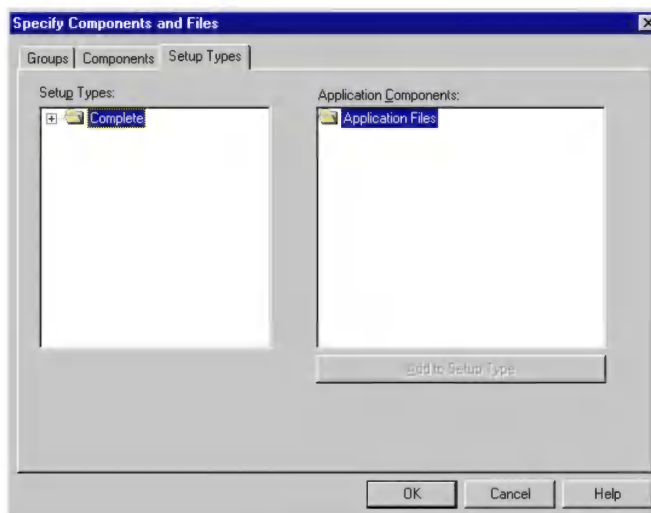 Specify Components and Files
Groups Components Setup Types
Setup Types: Application Components:
Complete Application Files
Add to Setup Type
OK Cancel Help